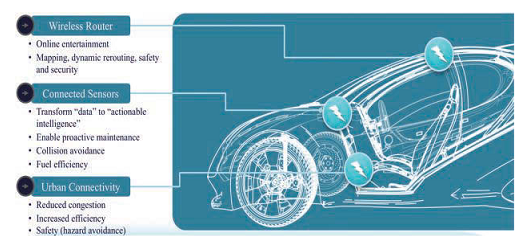 Wireless Router
• Online entertainment
• Mapping, dynamic rerouting, safety
and security
Connected Sensors
• Transform “data” to “actionable
intelligence”
• Enable proactive maintenance
• Collision avoidance
• Fuel efficiency
Urban Connectivity
• Reduced congestion
• Increased efficiency
• Safety (hazard avoidance)